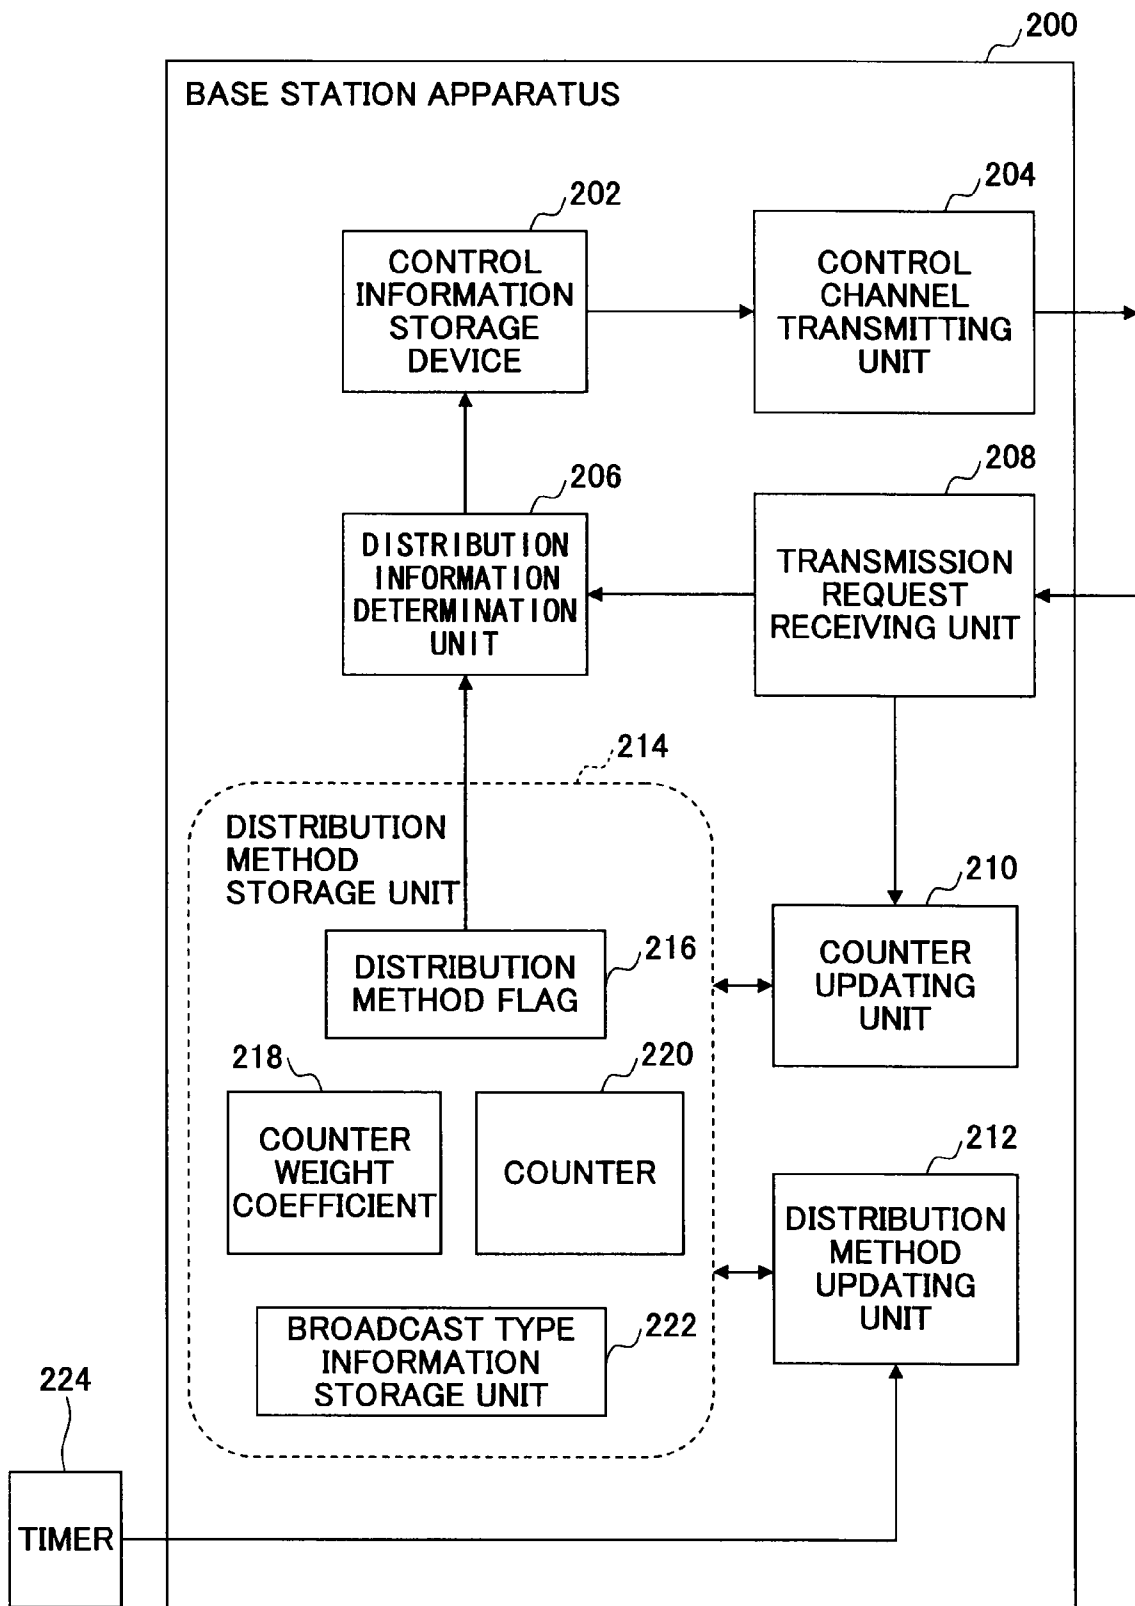 200
BASE STATION APPARATUS
202
CONTROL
INFORMATION
STORAGE
DEVICE
204
CONTROL
CHANNEL
TRANSMITTING
UNIT
206
DISTRIBUTION
INFORMATION
DETERMINATION
UNIT
208
TRANSMISSION
REQUEST
RECEIVING UNIT
214
DISTRIBUTION
METHOD
STORAGE UNIT
216
DISTRIBUTION
METHOD FLAG
210
COUNTER
UPDATING
UNIT
218
COUNTER
WEIGHT
COEFFICIENT
220
COUNTER
212
DISTRIBUTION
METHOD
UPDATING
UNIT
222
BROADCAST TYPE
INFORMATION
STORAGE UNIT
224
TIMER